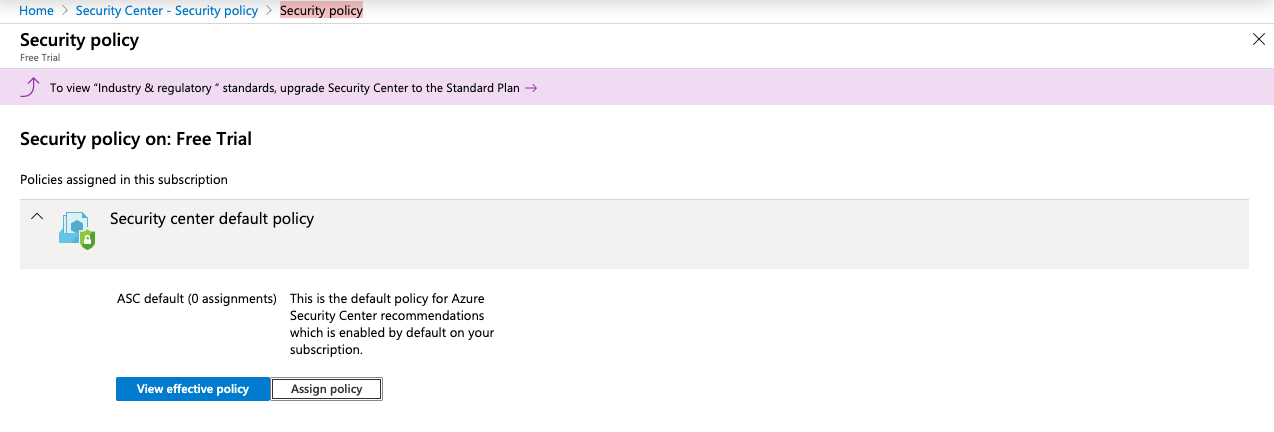 Home > Security Center - Security policy > Security policy
Security policy
Free Trial
To view “Industry & regulatory “ standards, upgrade Security Center to the Standard Plan →
Security policy on: Free Trial
Policies assigned in this subscription
Security center default policy
ASC default (0 assignments)
This is the default policy for Azure
Security Center recommendations
which is enabled by default on your
subscription.
View effective policy
Assign policy